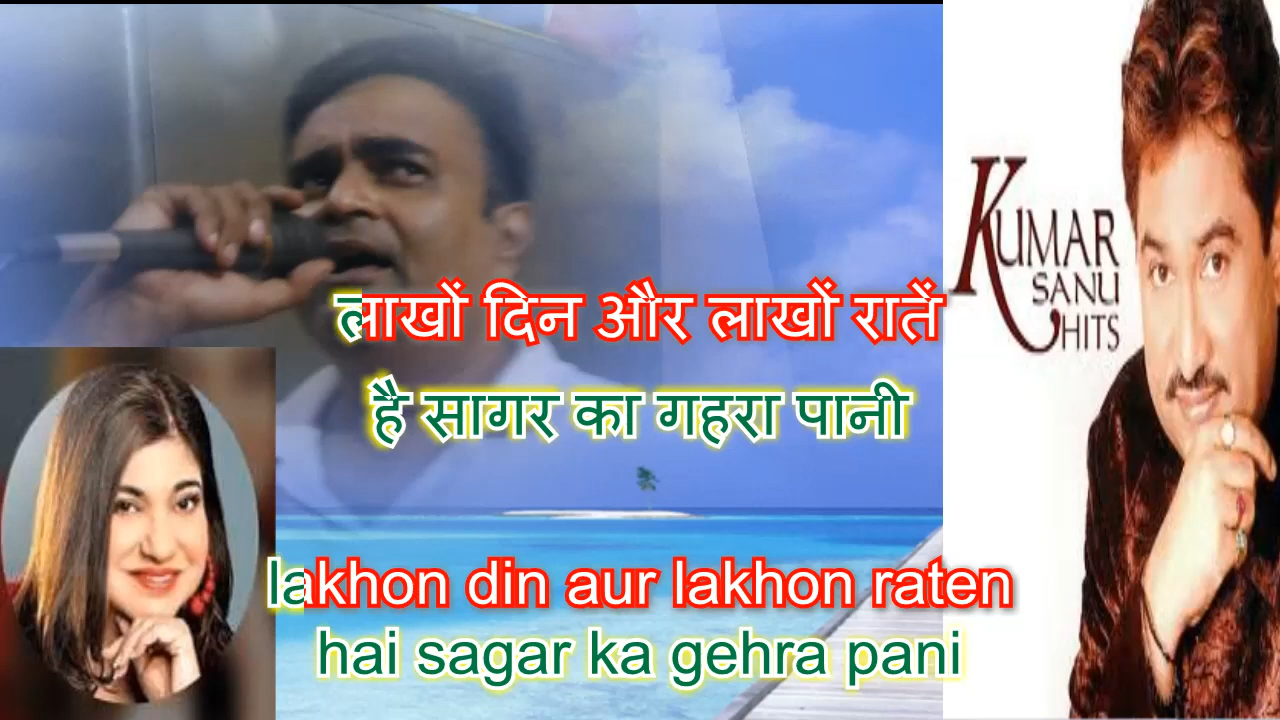 KUMAR
SANU
HITS
लाखों दिन और लाखों रातें
है सागर का गहरा पानी
lakhon din aur lakhon raten
hai sagar ka gehra pani